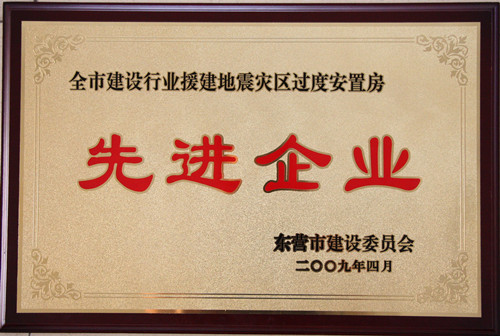 全市建设行业援建地震灾区过度安置房
先进企业
东营市建设委员会
二〇〇九年四月